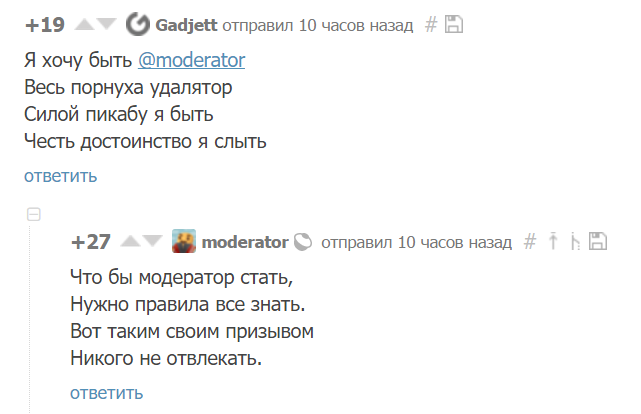 +19 Gadjett отправил 10 часов назад #
Я хочу быть @moderator
Весь порнуха удалятор
Силой пикабу я быть
Честь достоинство я слыть
ответить
+27 moderator отправил 10 часов назад #
Что бы модератор стать,
Нужно правила все знать.
Вот таким своим призывом
Никого не отвлекать.
ответить